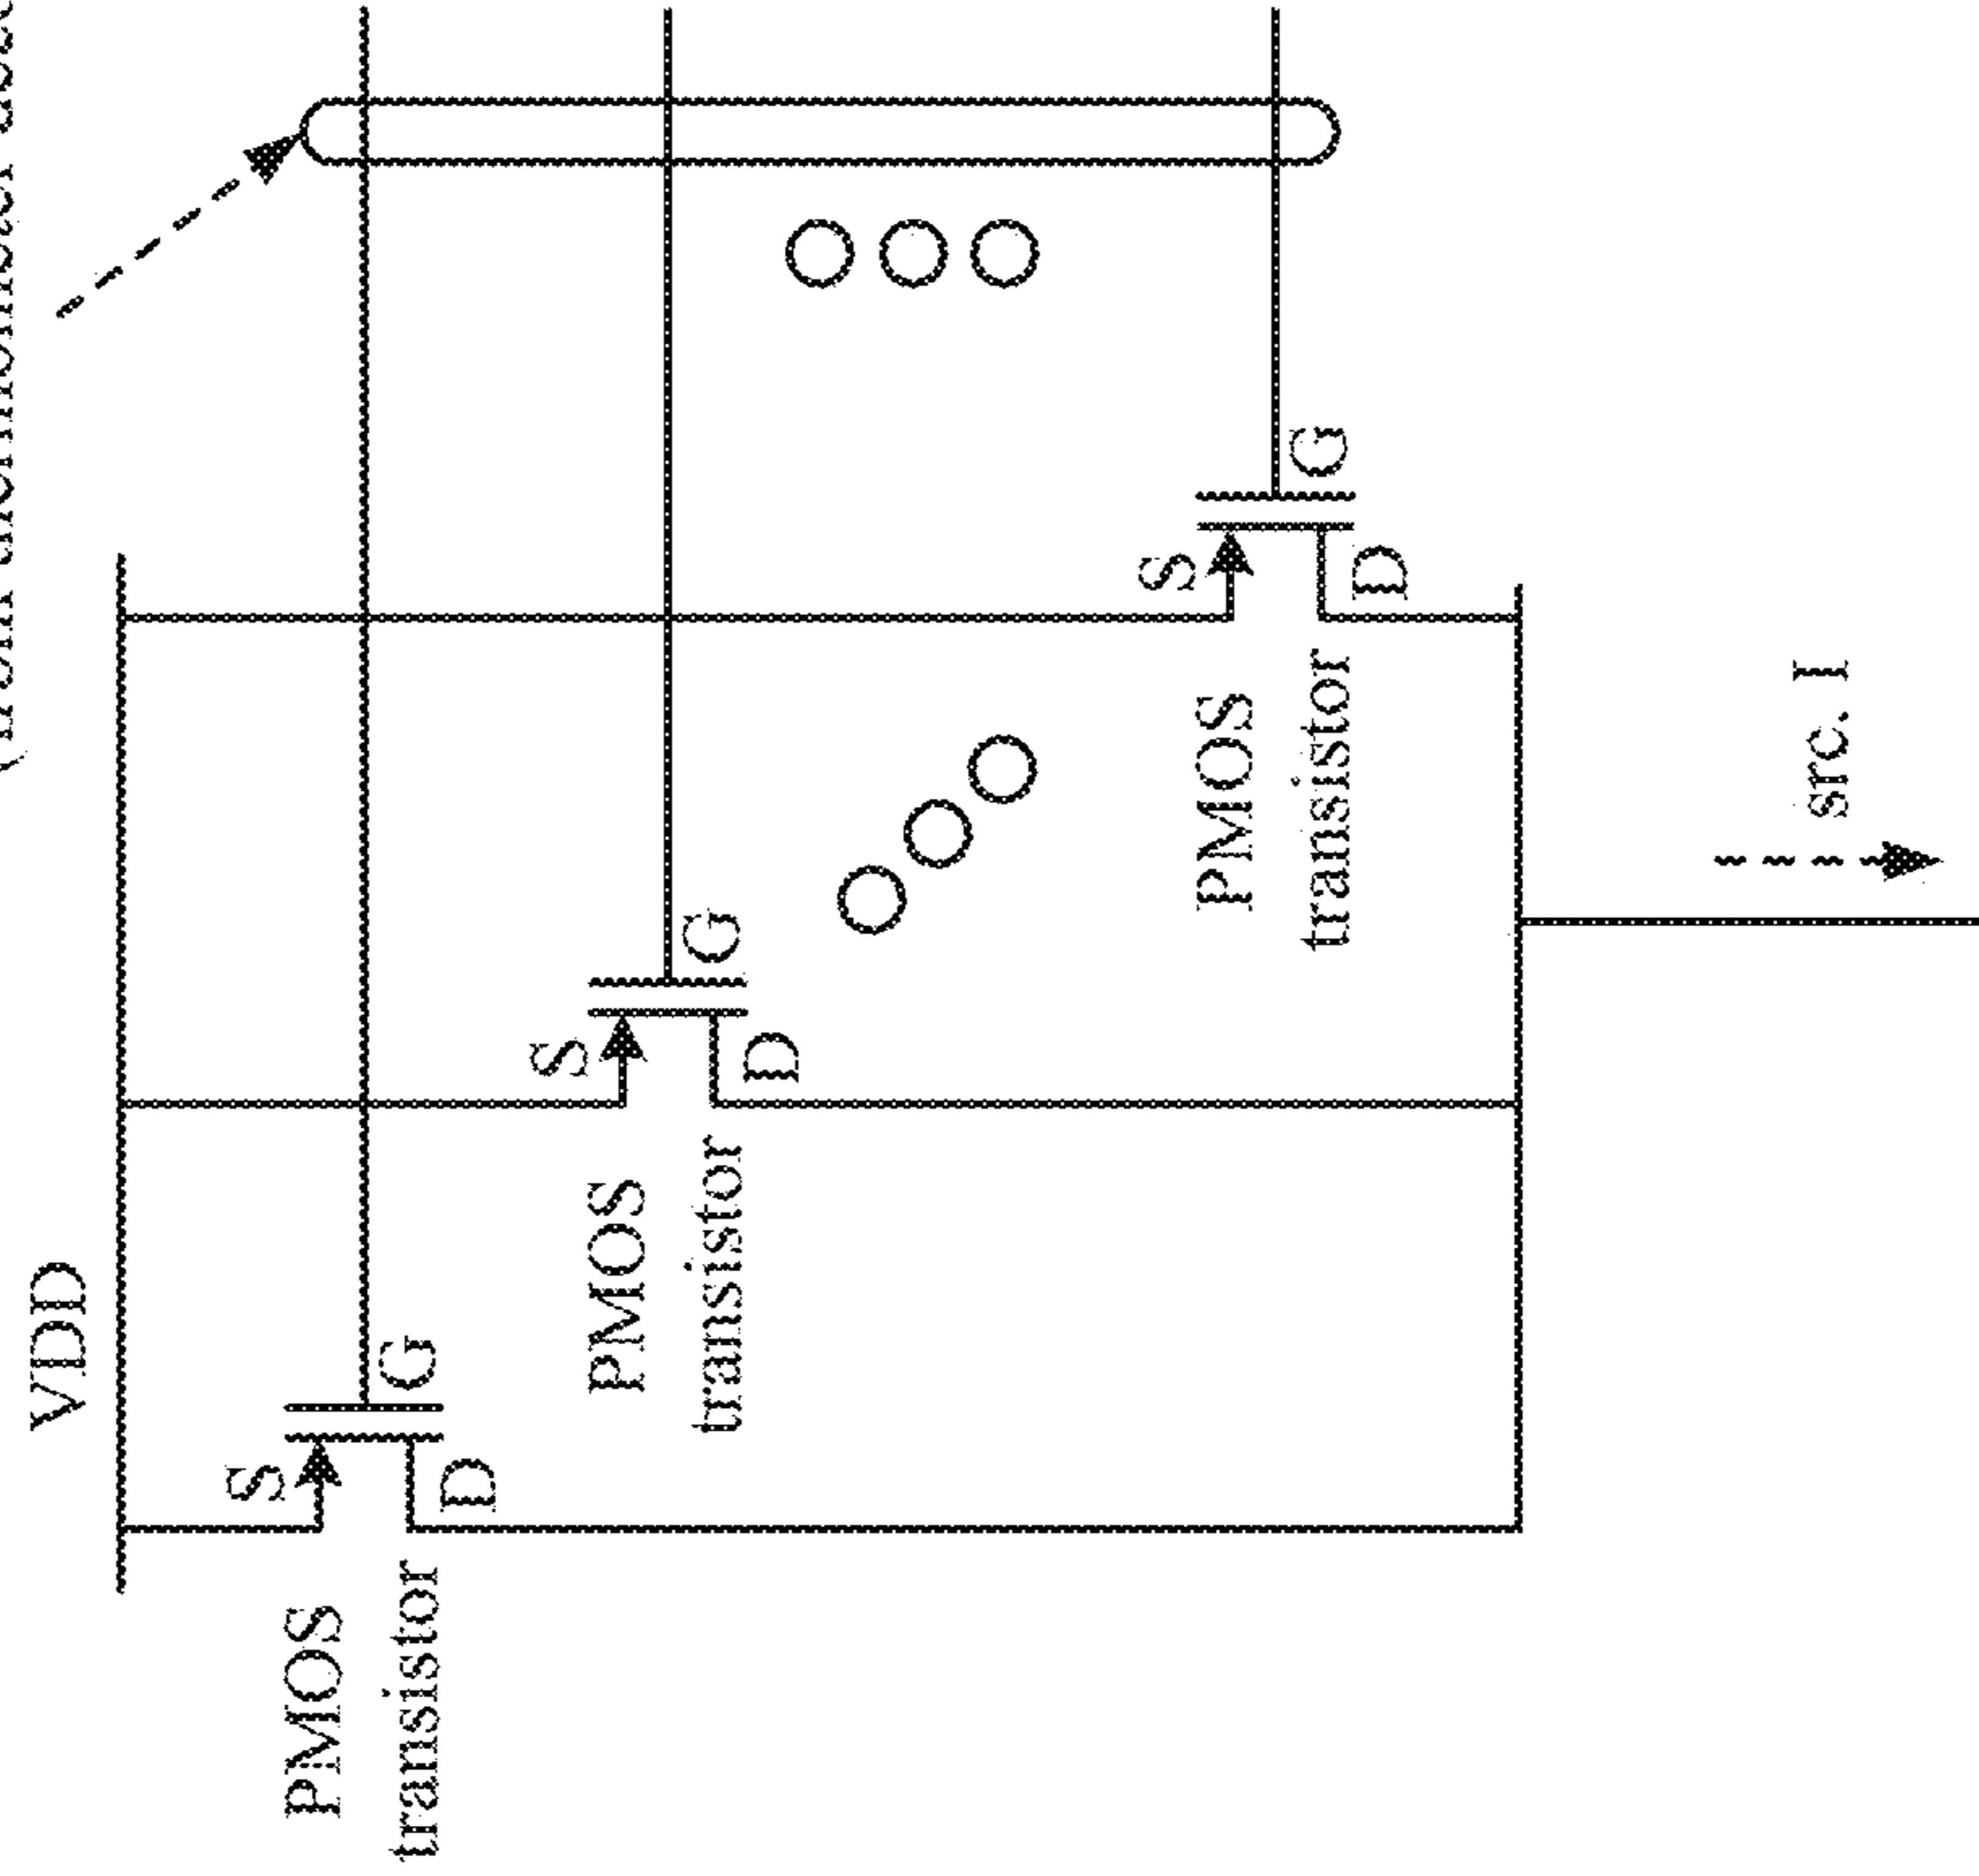 VDD
S
G
D
PMOS
transistor
S
G
D
PMOS
transistor
S
G
D
PMOS
transistor
src. I